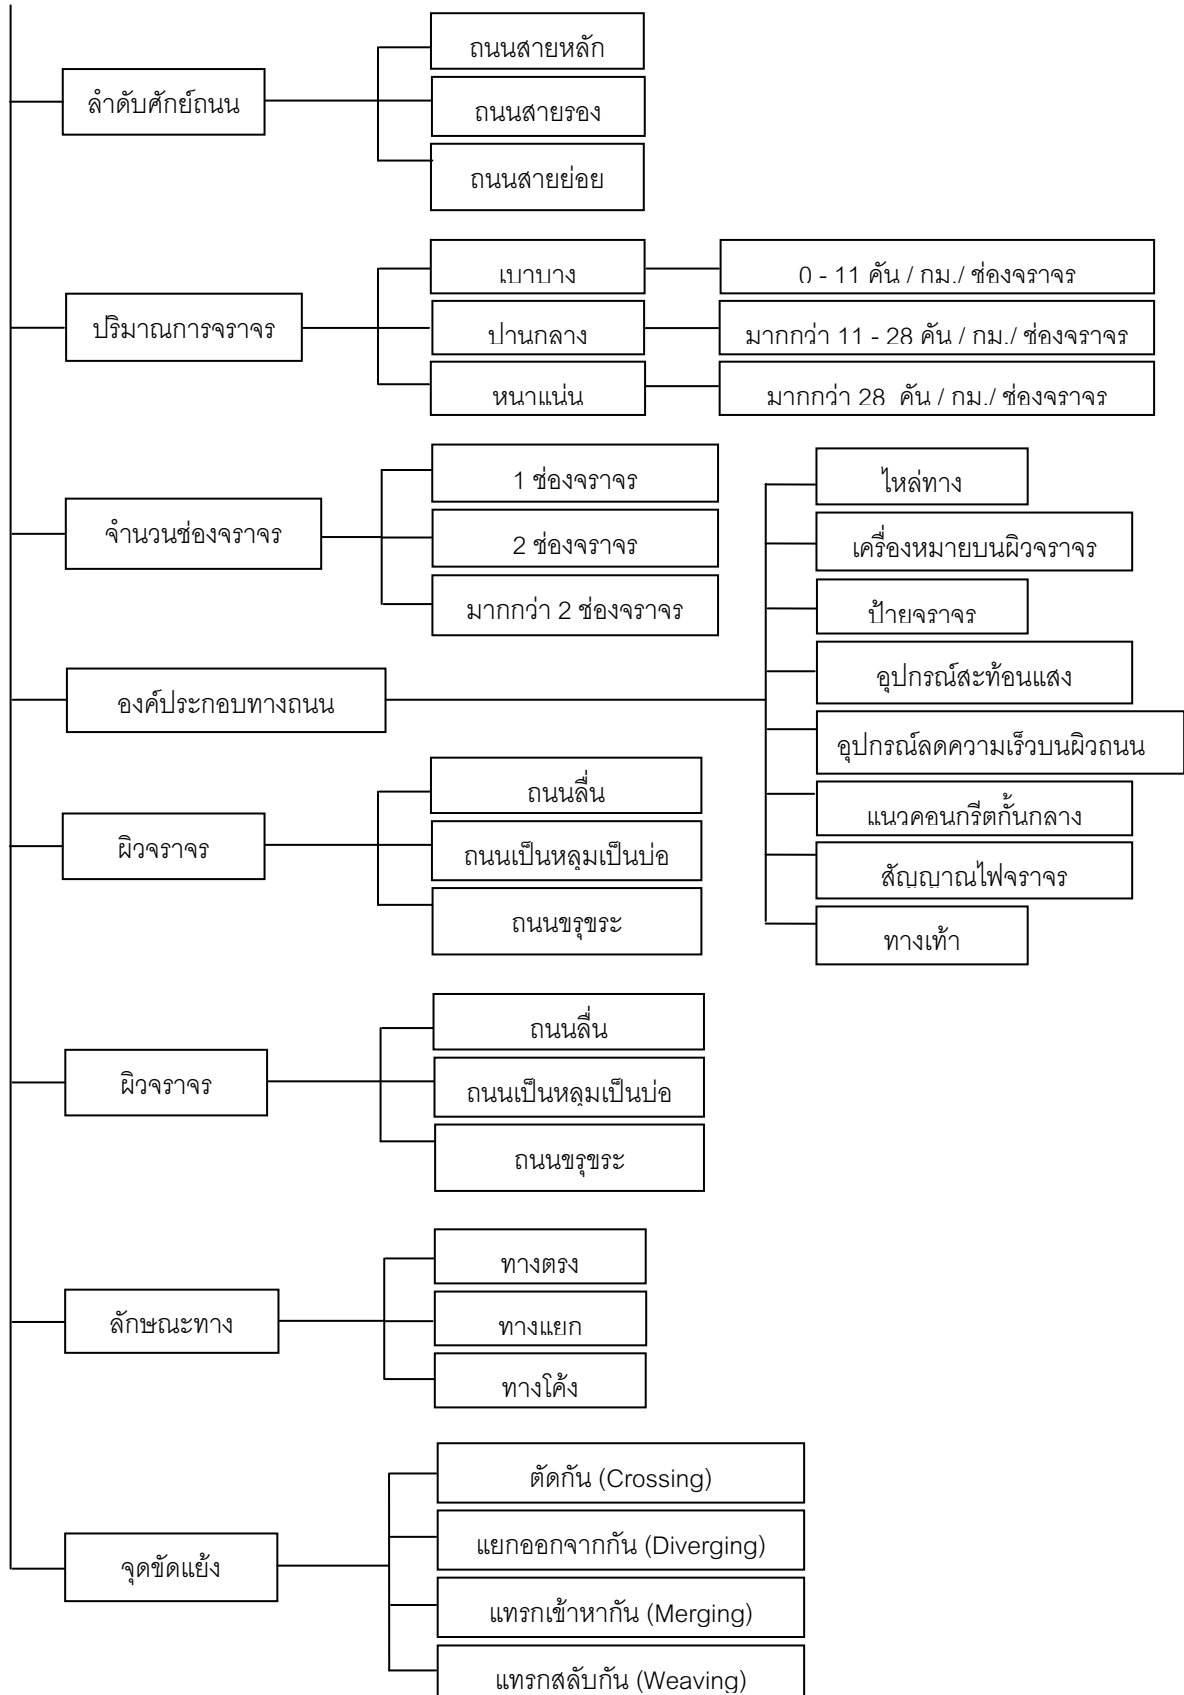 ลำดับศักย์ถนน
ถนนสายหลัก
ถนนสายรอง
ถนนสายย่อย
ปริมาณการจราจร
เบาบาง
0 - 11 คัน / กม./ ช่องจราจร
ปานกลาง
มากกว่า 11 - 28 คัน / กม./ ช่องจราจร
หนาแน่น
มากกว่า 28 คัน / กม./ ช่องจราจร
จำนวนช่องจราจร
1 ช่องจราจร
2 ช่องจราจร
มากกว่า 2 ช่องจราจร
องค์ประกอบทางถนน
ไหล่ทาง
เครื่องหมายบนผิวจราจร
ป้ายจราจร
อุปกรณ์สะท้อนแสง
อุปกรณ์ลดความเร็วบนผิวถนน
แนวคอนกรีตกั้นกลาง
สัญญาณไฟจราจร
ทางเท้า
ผิวจราจร
ถนนลื่น
ถนนเป็นหลุมเป็นบ่อ
ถนนขรุขระ
ผิวจราจร
ถนนลื่น
ถนนเป็นหลุมเป็นบ่อ
ถนนขรุขระ
ลักษณะทาง
ทางตรง
ทางแยก
ทางโค้ง
จุดขัดแย้ง
ตัดกัน (Crossing)
แยกออกจากกัน (Diverging)
แทรกเข้าหากัน (Merging)
แทรกสลับกัน (Weaving)